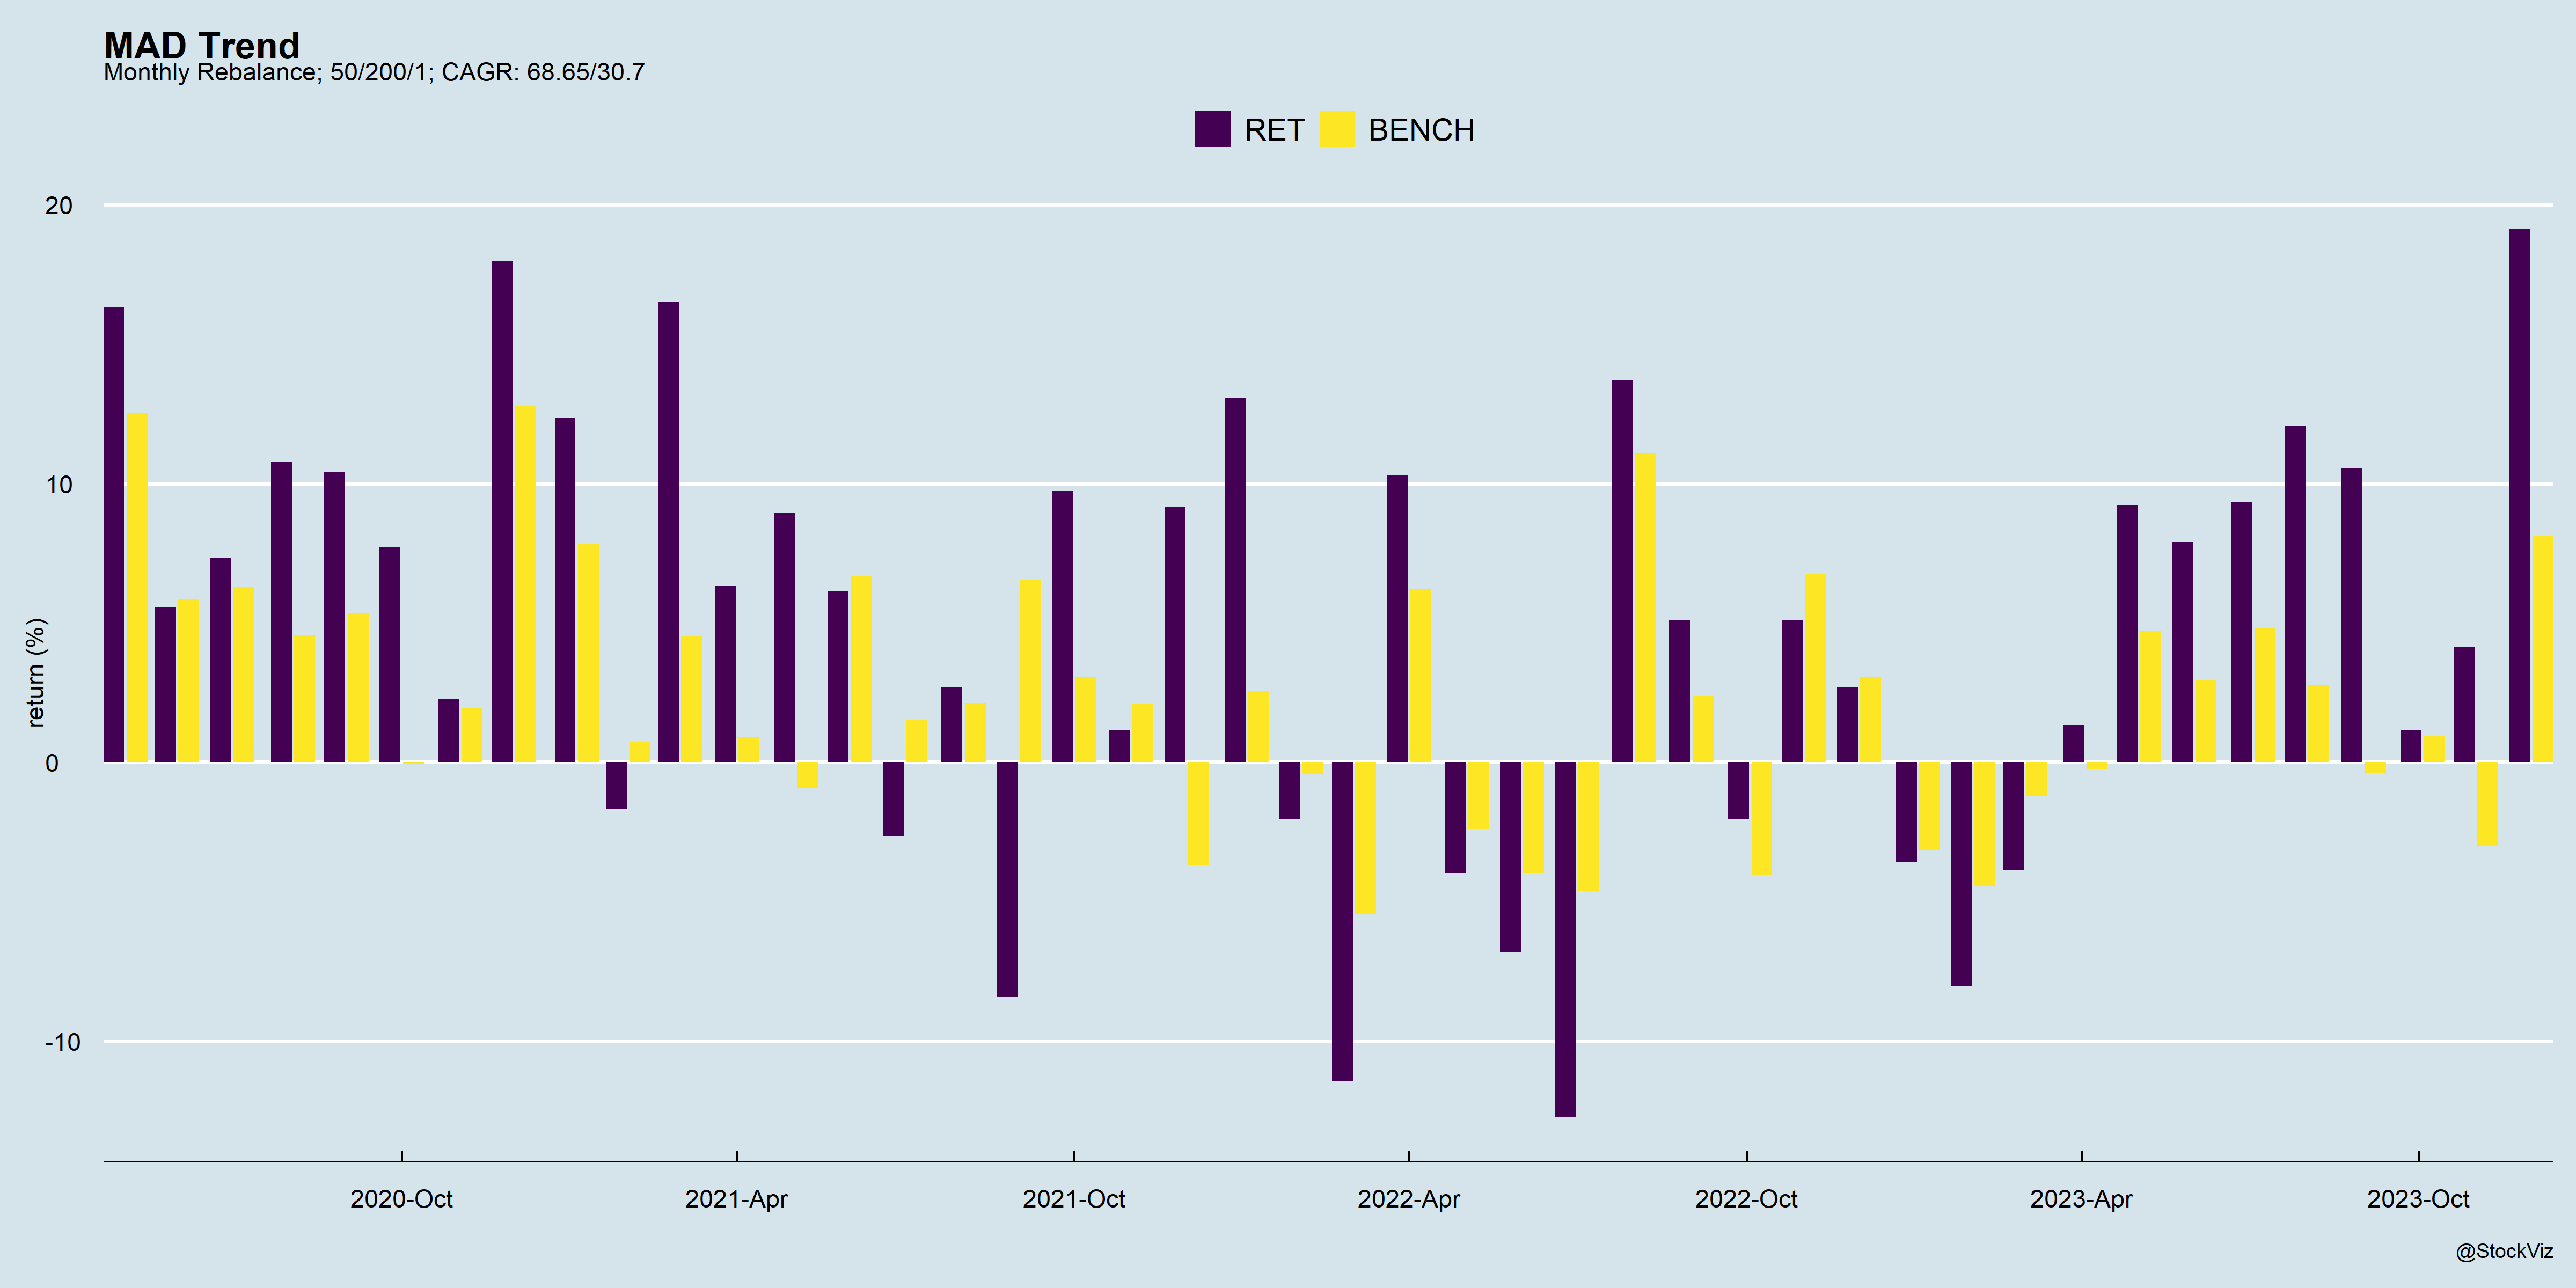 MAD Trend
Monthly Rebalance; 50/200/1; CAGR: 68.65/30.7
RET BENCH
20
10
0
-10
return (%)
2020-Oct 2021-Apr 2021-Oct 2022-Apr 2022-Oct 2023-Apr 2023-Oct
@StockViz